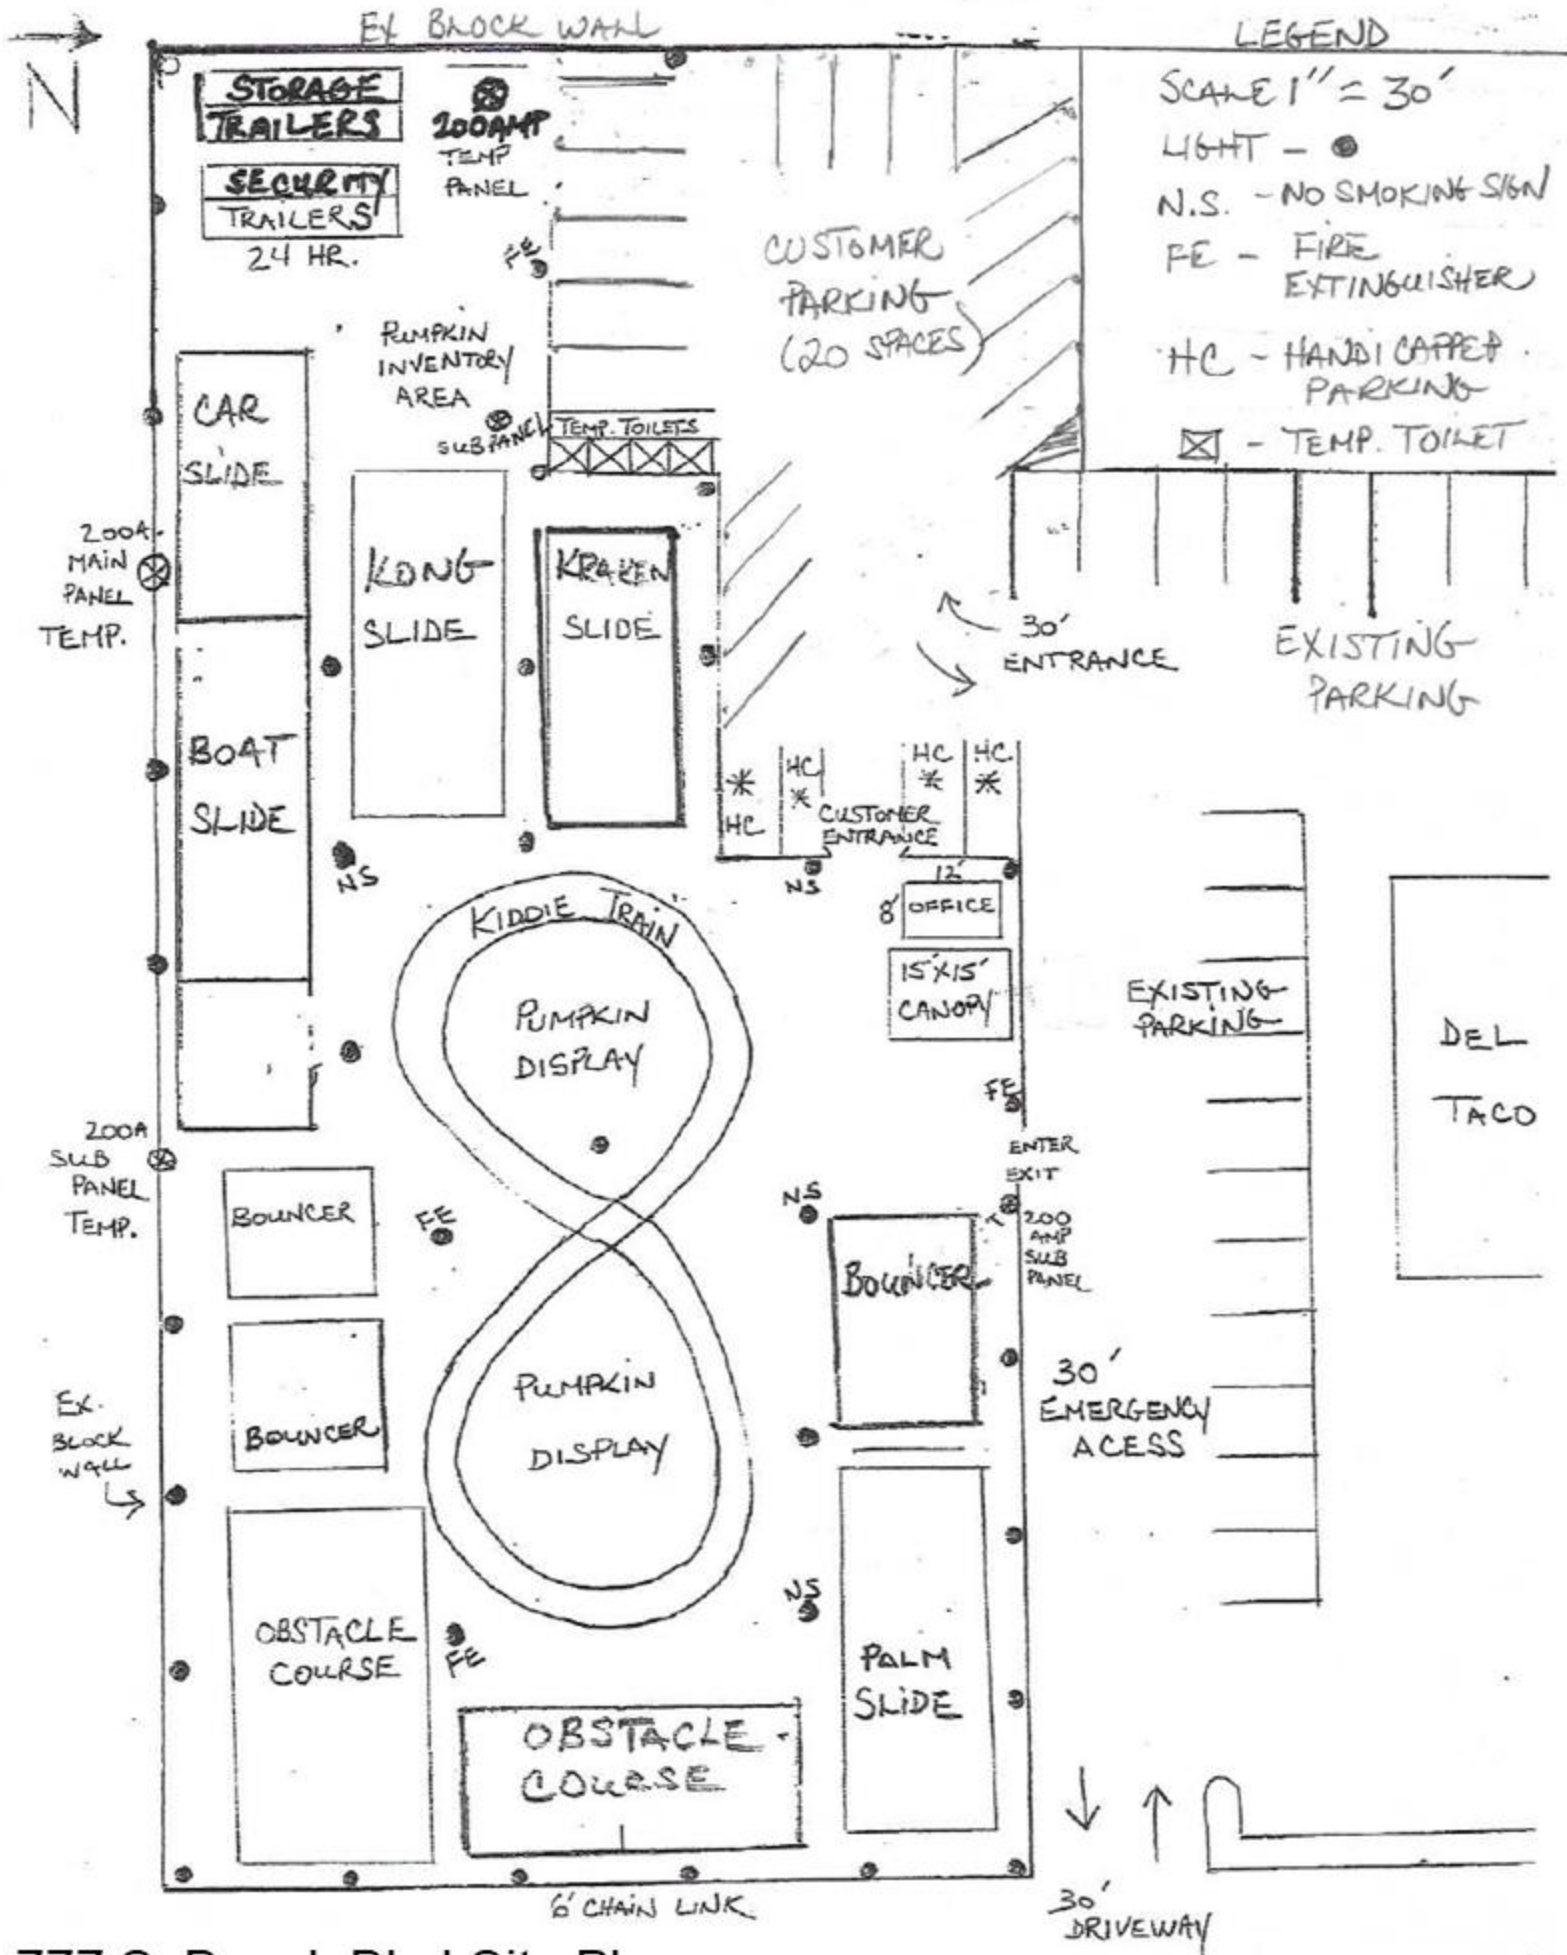 N
Ex BLOCK WALL
LEGEND
SCALE 1" = 30'
LIGHT -
N.S. - NO SMOKING SIGN
FE - FIRE
EXTINGUISHER
HC - HANDICAPPED
PARKING
- TEMP. TOILET
STORAGE
TRAILERS
SECURITY
TRAILERS
24 HR.
200AMP
TEMP
PANEL
FE
PUMPKIN
INVENTORY
AREA
SUBPANEL
TEMP. TOILETS
CUSTOMER
PARKING
(20 SPACES)
CAR
SLIDE
200A
MAIN
PANEL
TEMP.
KONG
SLIDE
KRAKEN
SLIDE
30'
ENTRANCE
EXISTING
PARKING
BOAT
SLIDE
NS
HC
HC
HC
HC
CUSTOMER
ENTRANCE
NS
12'
8'
OFFICE
15'X15'
CANOPY
KIDDIE TRAIN
PUMPKIN
DISPLAY
EXISTING
PARKING
DEL
TACO
FE
ENTER
EXIT
200
AMP
SUB
PANEL
200A
SUB
PANEL
TEMP.
BOUNCER
FE
NS
BOUNCER
BOUNCER
PUMPKIN
DISPLAY
30'
EMERGENCY
ACESS
EX.
BLOCK
WALL
OBSTACLE
COURSE
FE
NS
PALM
SLIDE
OBSTACLE
COURSE
6' CHAIN LINK
30'
DRIVEWAY